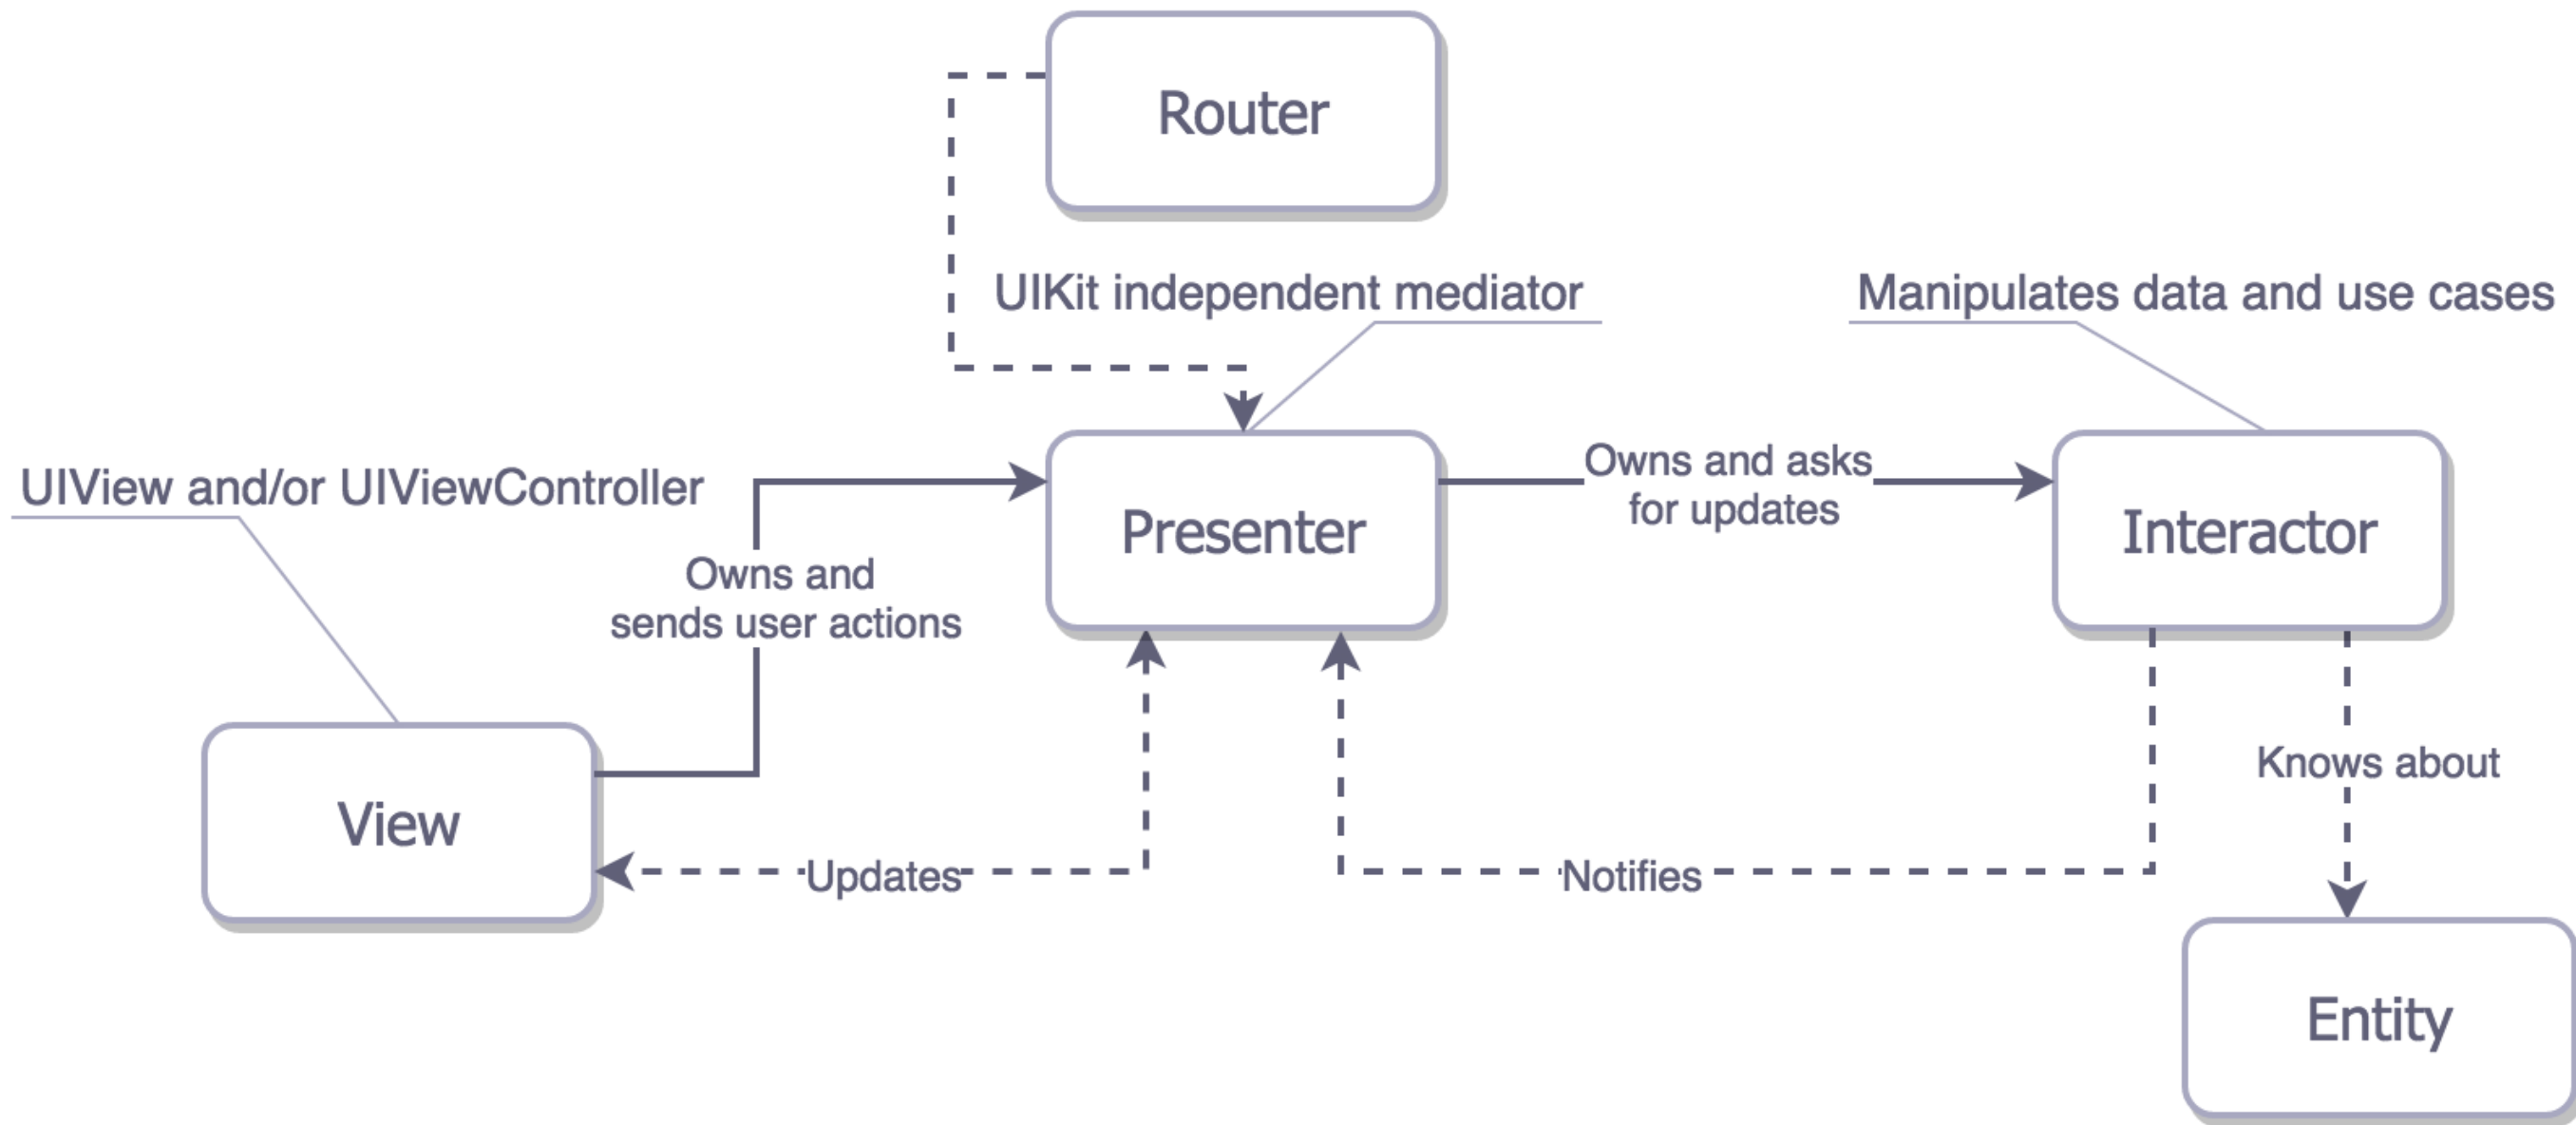 Router
UIKit independent mediator
Manipulates data and use cases
UIView and/or UIViewController
Owns and asks
for updates
Presenter
Interactor
Owns and
sends user actions
Knows about
View
Updates
Notifies
Entity